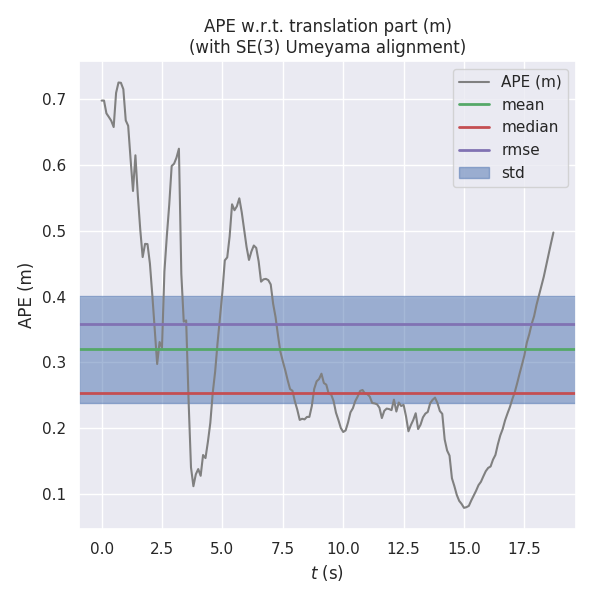 APE w.r.t. translation part (m)
(with SE(3) Umeyama alignment)
APE (m)
mean
median
rmse
std
APE (m)
0.7
0.6
0.5
0.4
0.3
0.2
0.1
0.0 2.5 5.0 7.5 10.0 12.5 15.0 17.5
t (s)